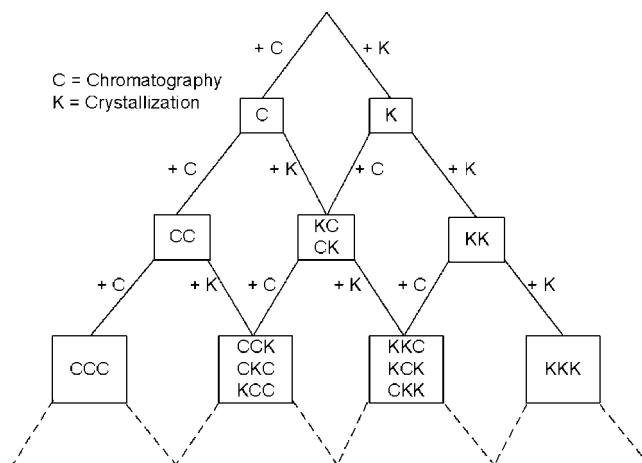 + C
+ K
C = Chromatography
K = Crystallization
C
K
+ C
+ K
+ C
+ K
CC
KC
CK
KK
+ C
+ K
+ C
+ K
+ C
+ K
CCC
CCK
CKC
KCC
KKC
KCK
CKK
KKK